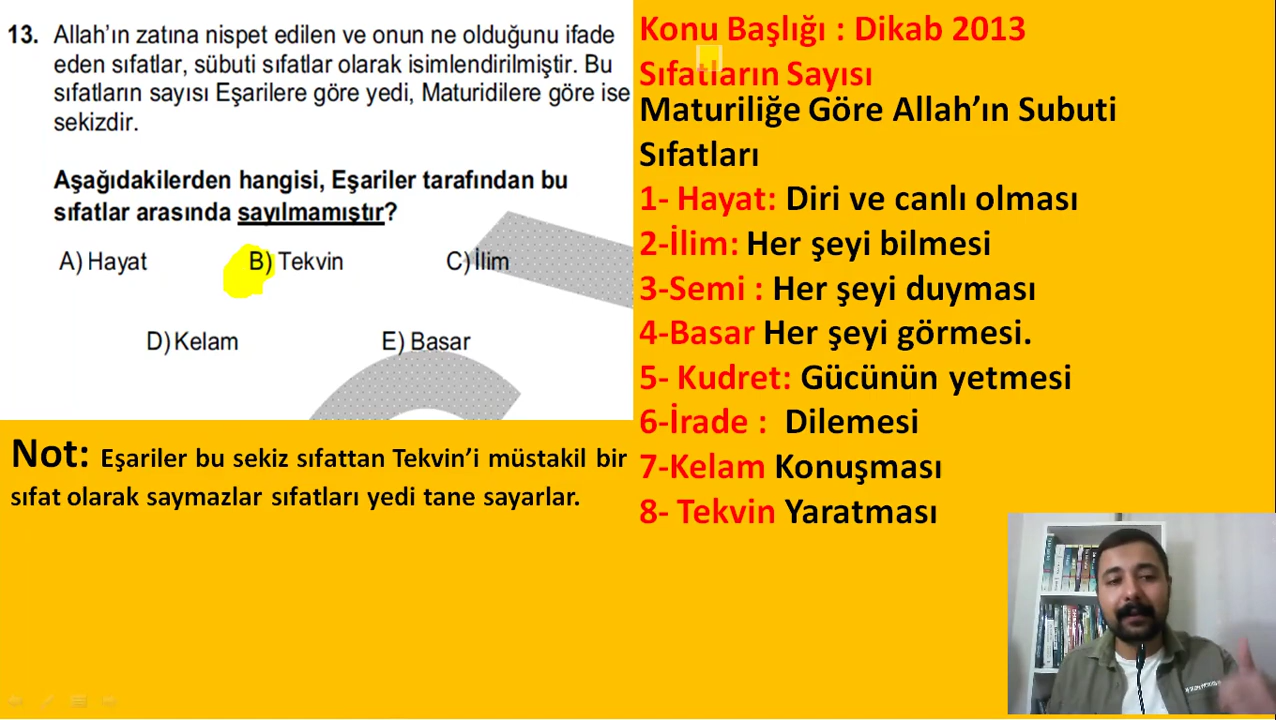 13. Allah'ın zatına nispet edilen ve onun ne olduğunu ifade
eden sıfatlar, sübuti sıfatlar olarak isimlendirilmiştir. Bu
sıfatların sayısı Eşarilere göre yedi, Maturidilere göre ise
sekizdir.
Aşağıdakilerden hangisi, Eşariler tarafından bu
sıfatlar arasında sayılmamıştır?
A) Hayat B) Tekvin C) İlim
D) Kelam E) Basar
Not: Eşariler bu sekiz sıfattan Tekvin'i müstakil bir
sıfat olarak saymazlar sıfatları yedi tane sayarlar.
Konu Başlığı : Dikab 2013
Sıfatların Sayısı
Maturiliğe Göre Allah'ın Subuti
Sıfatları
1- Hayat: Diri ve canlı olması
2-İlim: Her şeyi bilmesi
3-Semi : Her şeyi duyması
4-Basar Her şeyi görmesi.
5- Kudret: Gücünün yetmesi
6-İrade : Dilemesi
7-Kelam Konuşması
8- Tekvin Yaratması